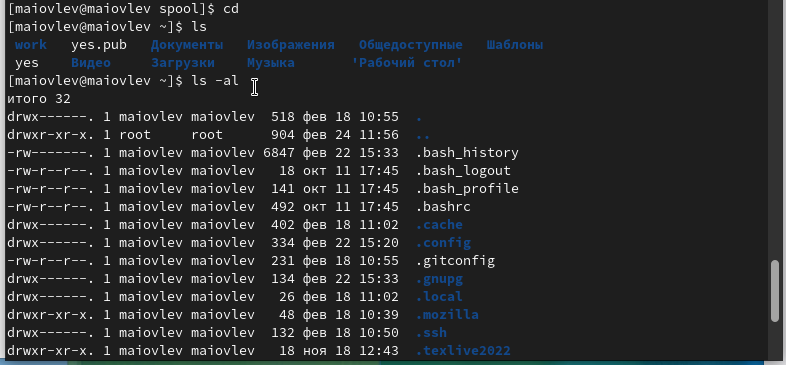 [maiovlev@maiovlev spool]$ cd
[maiovlev@maiovlev ~]$ ls
work yes.pub Документы Изображения Общедоступные Шаблоны
yes Видео Загрузки Музыка 'Рабочий стол'
[maiovlev@maiovlev ~]$ ls -al
итого 32
drwx------. 1 maiovlev maiovlev 518 фев 18 10:55 .
drwxr-xr-x. 1 root root 904 фев 24 11:56 ..
-rw-------. 1 maiovlev maiovlev 6847 фев 22 15:33 .bash_history
-rw-r--r--. 1 maiovlev maiovlev 18 окт 11 17:45 .bash_logout
-rw-r--r--. 1 maiovlev maiovlev 141 окт 11 17:45 .bash_profile
-rw-r--r--. 1 maiovlev maiovlev 492 окт 11 17:45 .bashrc
drwx------. 1 maiovlev maiovlev 402 фев 18 11:02 .cache
drwx------. 1 maiovlev maiovlev 334 фев 22 15:20 .config
-rw-r--r--. 1 maiovlev maiovlev 231 фев 18 10:55 .gitconfig
drwx------. 1 maiovlev maiovlev 134 фев 22 15:33 .gnupg
drwx------. 1 maiovlev maiovlev 26 фев 18 11:02 .local
drwxr-xr-x. 1 maiovlev maiovlev 48 фев 18 10:39 .mozilla
drwx------. 1 maiovlev maiovlev 132 фев 18 10:50 .ssh
drwxr-xr-x. 1 maiovlev maiovlev 18 ноя 18 12:43 .texlive2022